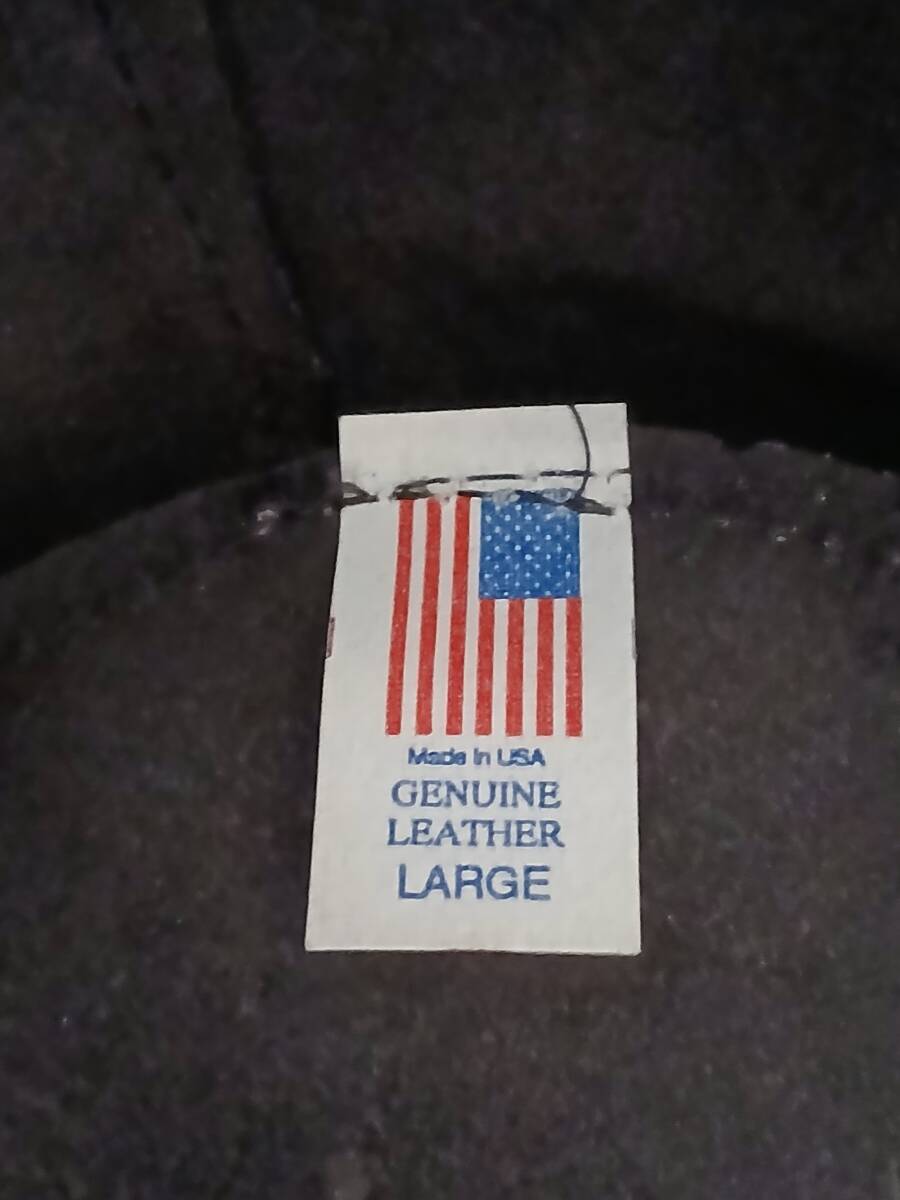 Made In USA
GENUINE
LEATHER
LARGE